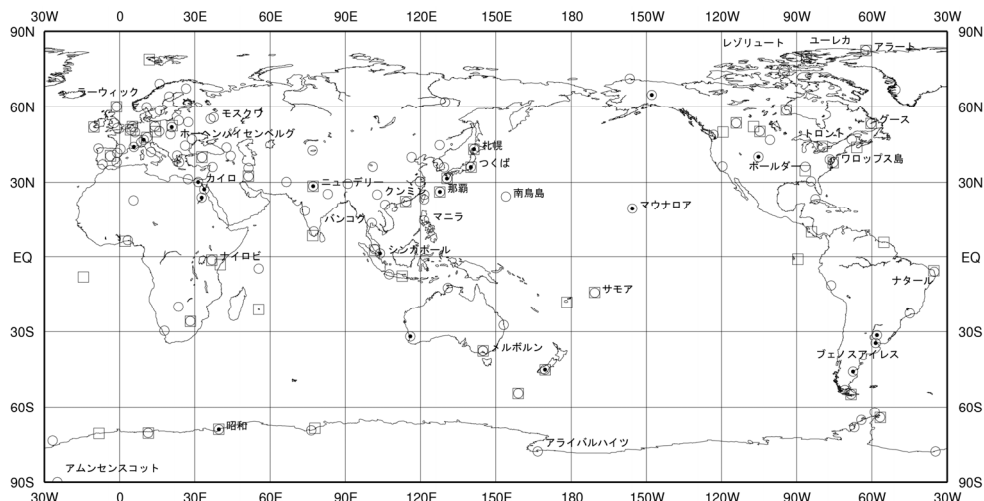 30W 0 30E 60E 90E 120E 150E 180 150W 120W 90W 60W 30W
90N 90N
レゾリュート ユーレカ アラート
ラーウィック
60N 60N
モスクワ グース
ホーヘンパイセンベルグ トロント
札幌 ワロップス島
つくば ボールダー
30N カイロ ニューデリー クンミン 那覇 南鳥島 30N
マウナロア
バンコク マニラ
EQ ナイロビ シンガポール EQ
ナタール
サモア
30S 30S
メルボルン ブェノスアイレス
60S 60S
昭和
アライバルハイツ
アムンセンスコット
90S 90S
30W 0 30E 60E 90E 120E 150E 180 150W 120W 90W 60W 30W